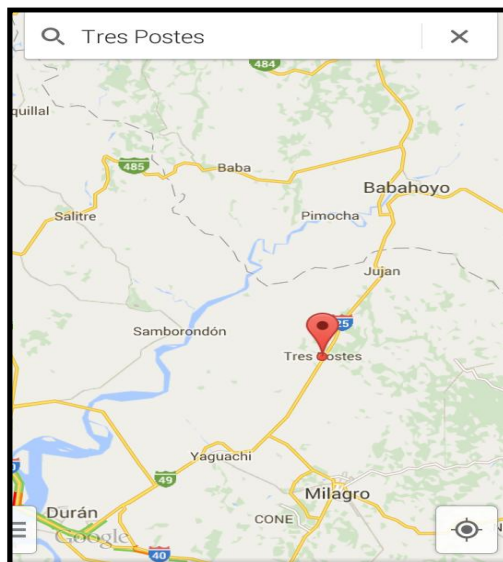 Tres Postes
484
quillal
485
Baba
Babahoyo
Salitre
Pimocha
Jujan
25
Samborondón
Tres Postes
Yaguachi
49
Milagro
Durán
CONE
Google
40